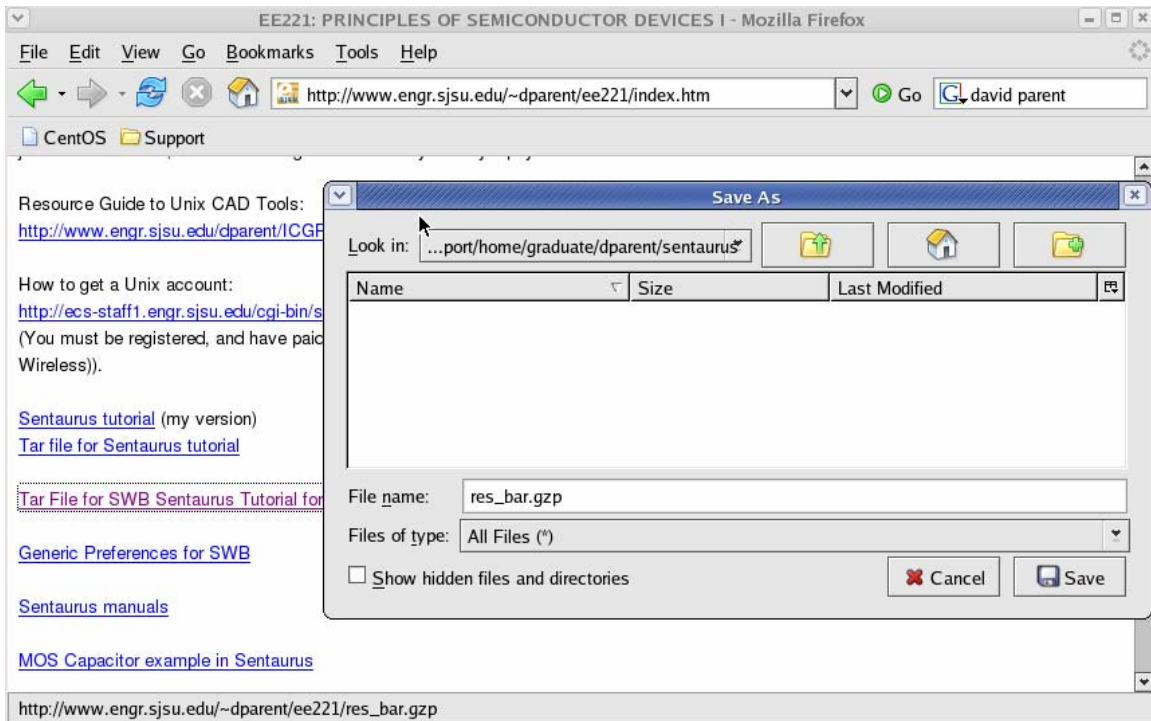 EE221: PRINCIPLES OF SEMICONDUCTOR DEVICES I - Mozilla Firefox
File Edit View Go Bookmarks Tools Help
http://www.engr.sjsu.edu/~dparent/ee221/index.htm Go G david parent
CentOS Support
Resource Guide to Unix CAD Tools:
http://www.engr.sjsu.edu/dparent/ICGP
How to get a Unix account:
http://ecs-staff1.engr.sjsu.edu/cgi-bin/s
(You must be registered, and have paid
Wireless)).
Sentaurus tutorial (my version)
Tar file for Sentaurus tutorial
Tar File for SWB Sentaurus Tutorial for
Generic Preferences for SWB
Sentaurus manuals
MOS Capacitor example in Sentaurus
Save As
Look in: ...port/home/graduate/dparent/sentaurus
Name Size Last Modified
File name: res_bar.gzp
Files of type: All Files (*)
Show hidden files and directories
Cancel Save
http://www.engr.sjsu.edu/~dparent/ee221/res_bar.gzp